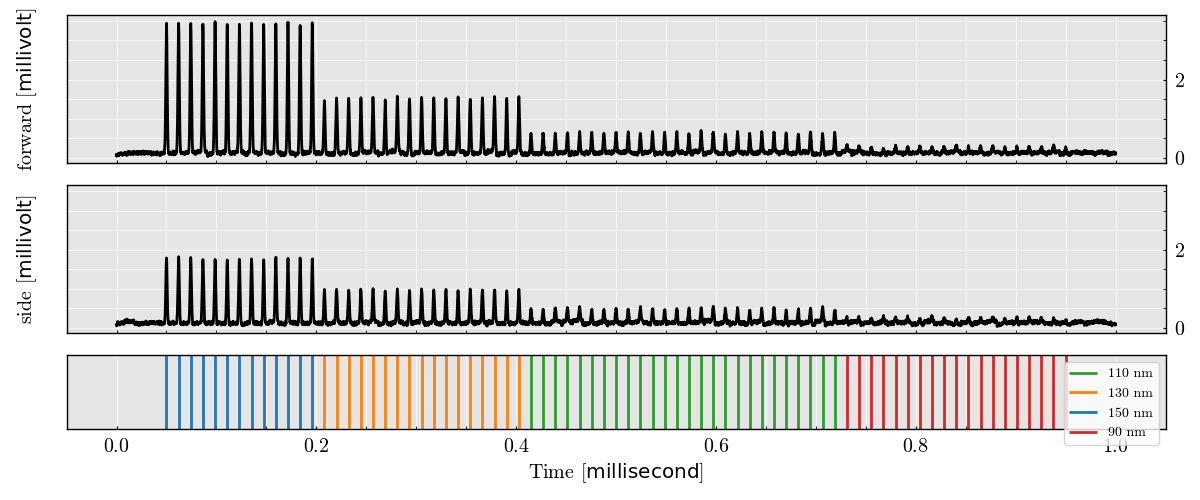 forward [millivolt]
2
0
side [millivolt]
2
0
110 nm
130 nm
150 nm
90 nm
0.0 0.2 0.4 0.6 0.8 1.0
Time [millisecond]